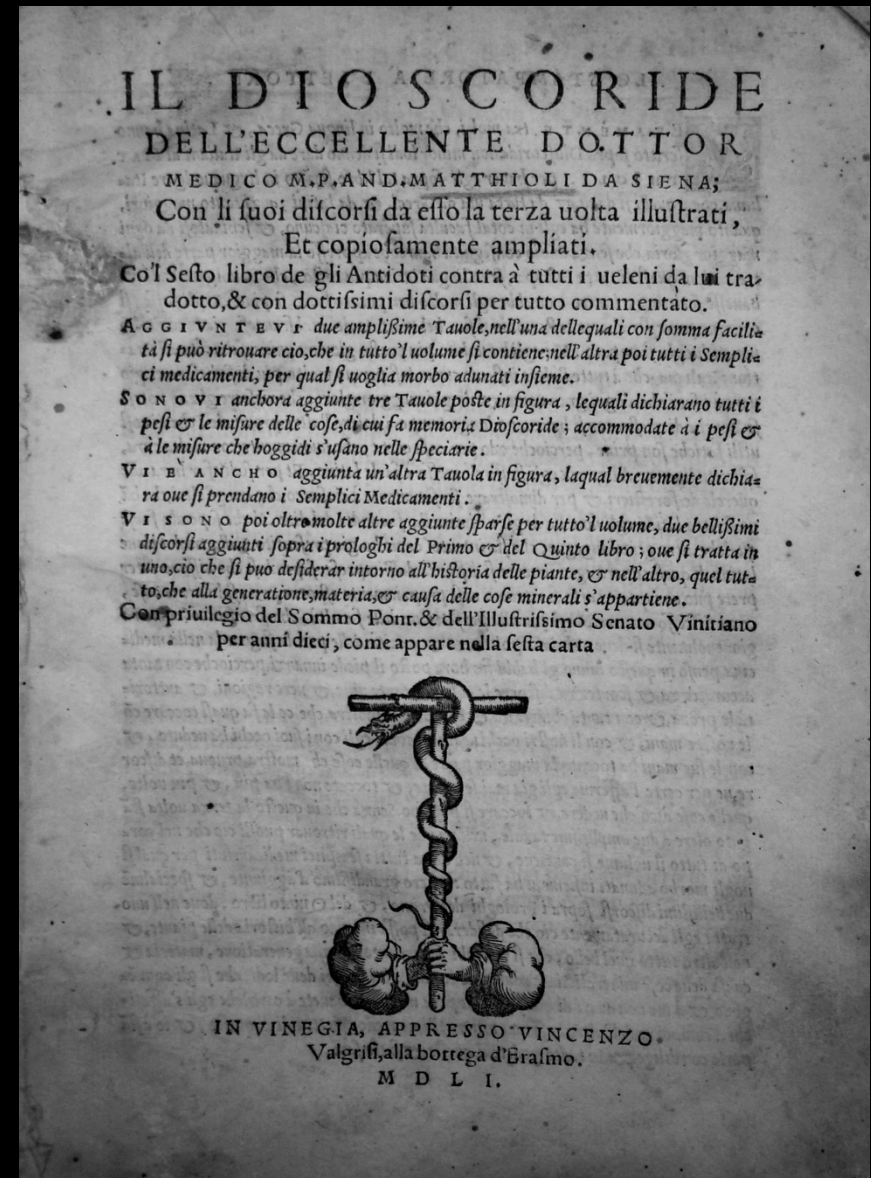 IL DIOSCORIDE
DELL'ECCELLENTE DOTTOR
MEDICO M.P.AND.MATTHIOLI DA SIENA;
Con li ſuoi diſcorſi da eſſo la terza uolta illuſtrati,
Et copioſamente ampliati.
Co'l Seſto libro de gli Antidoti contra à tutti i ueleni da lui tra-
dotto,& con dottiſsimi diſcorſi per tutto commentato.
AGGIVNTEVI due ampliſſime Tauole,nell'una dellequali con ſomma facili=
tà ſi può ritrouare cio,che in tutto'l uolume ſi contiene;nell'altra poi tutti i Sempli=
ci medicamenti, per qual ſi uoglia morbo adunati inſieme.
SONOVI anchora aggiunte tre Tauole poſte in figura, lequali dichiarano tutti i
peſi & le miſure delle coſe,di cui fa memoria Dioſcoride; accommodate à i peſi &
à le miſure che hoggidi s'uſano nelle ſpeciarie.
VI E` ANCHO aggiunta un'altra Tauola in figura, laqual breuemente dichia=
ra oue ſi prendano i Semplici Medicamenti.
VI SONO poi oltre molte altre aggiunte ſparſe per tutto'l uolume, due belliſſimi
diſcorſi aggiunti ſopra i prologhi del Primo & del Quinto libro; oue ſi tratta in
uno,cio che ſi puo deſiderar intorno all'hiſtoria delle piante, & nell'altro, quel tut=
to,che alla generatione,materia,& cauſa delle coſe minerali s'appartiene.
Con priuilegio del Sommo Pont.& dell'Illuſtriſsimo Senato Vinitiano
per anni dieci, come appare nella ſeſta carta
IN VINEGIA, APPRESSO VINCENZO
Valgriſi,alla bottega d'Eraſmo.
MDLI.